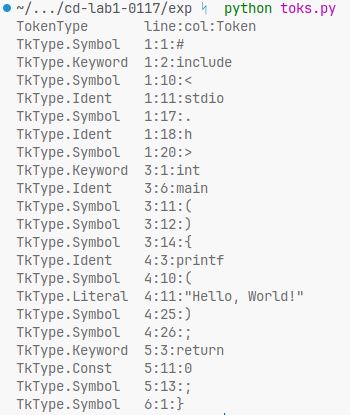 ~/.../cd-lab1-0117/exp python toks.py
TokenType line:col:Token
TkType.Symbol 1:1:#
TkType.Keyword 1:2:include
TkType.Symbol 1:10:<
TkType.Ident 1:11:stdio
TkType.Symbol 1:17:.
TkType.Ident 1:18:h
TkType.Symbol 1:20:>
TkType.Keyword 3:1:int
TkType.Ident 3:6:main
TkType.Symbol 3:11:(
TkType.Symbol 3:12:)
TkType.Symbol 3:14:{
TkType.Ident 4:3:printf
TkType.Symbol 4:10:(
TkType.Literal 4:11:"Hello, World!"
TkType.Symbol 4:25:)
TkType.Symbol 4:26:;
TkType.Keyword 5:3:return
TkType.Const 5:11:0
TkType.Symbol 5:13:;
TkType.Symbol 6:1:}